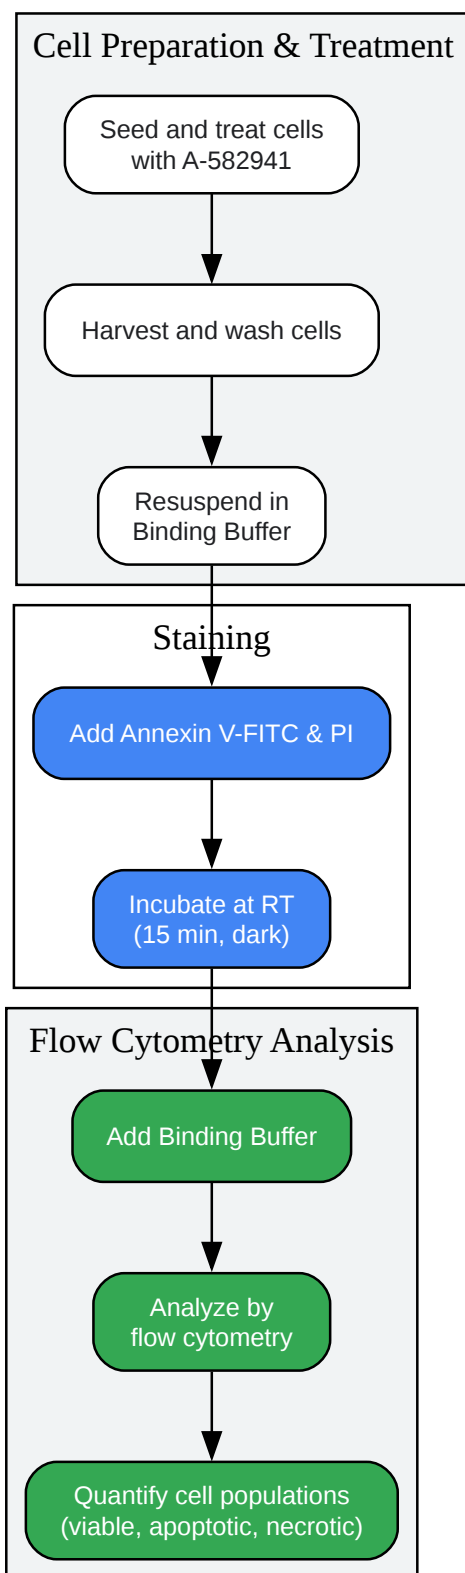 Cell Preparation & Treatment
Seed and treat cells
with A-582941
Harvest and wash cells
Resuspend in
Binding Buffer
Staining
Add Annexin V-FITC & PI
Incubate at RT
(15 min, dark)
Flow Cytometry Analysis
Add Binding Buffer
Analyze by
flow cytometry
Quantify cell populations
(viable, apoptotic, necrotic)